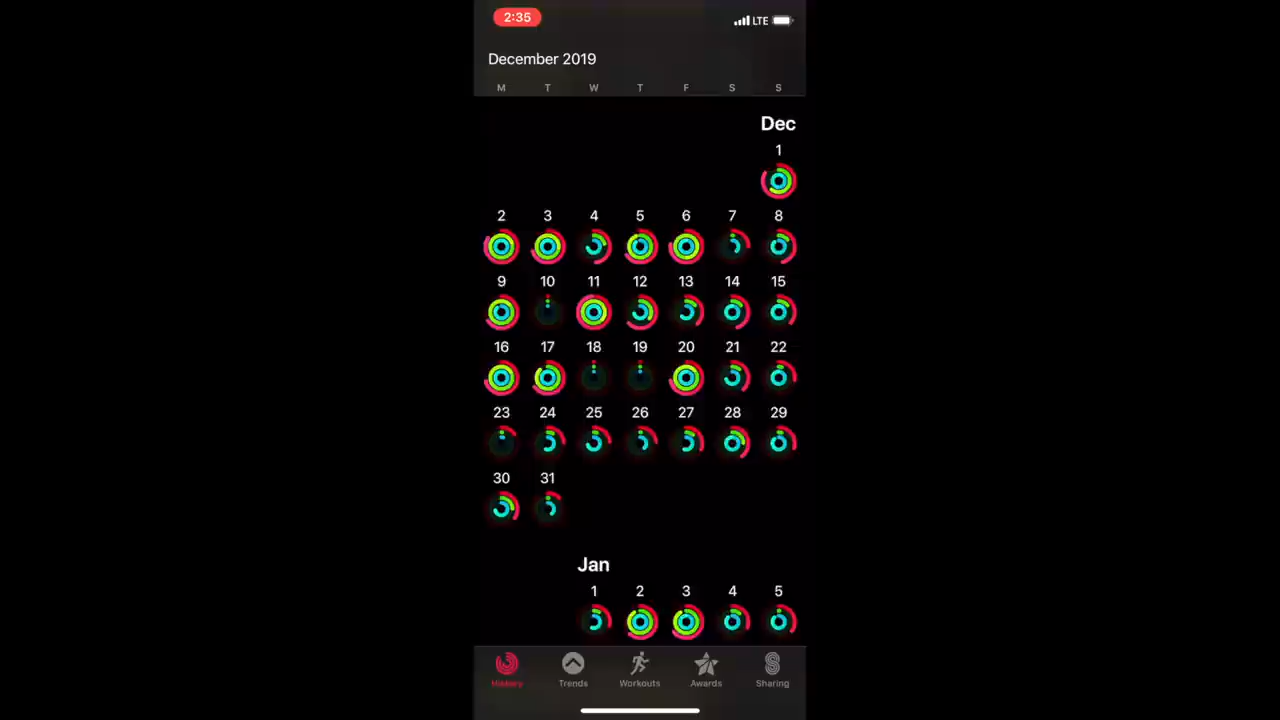 2:35 LTE
December 2019
M T W T F S S
Dec
1
2 3 4 5 6 7 8
9 10 11 12 13 14 15
16 17 18 19 20 21 22
23 24 25 26 27 28 29
30 31
Jan
1 2 3 4 5
History Trends Workouts Awards Sharing